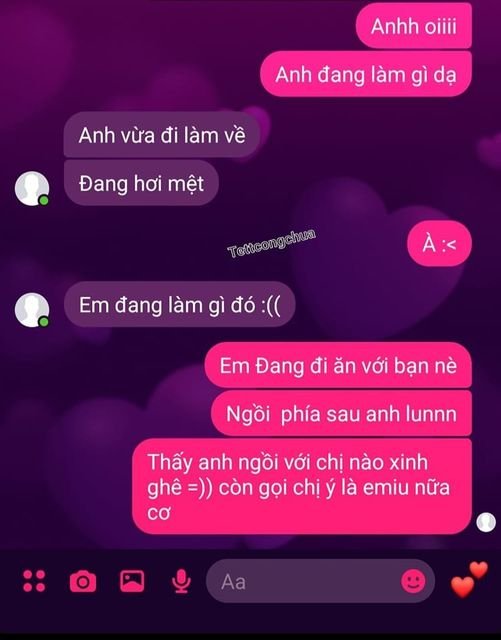 Anhh oiiii
Anh đang làm gì dạ
Anh vừa đi làm về
Đang hơi mệt
Tettcongchua
À :<
Em đang làm gì đó :((
Em Đang đi ăn với bạn nè
Ngồi phía sau anh lunnn
Thấy anh ngồi với chị nào xinh
ghê =)) còn gọi chị ý là emiu nữa
cơ
Aa